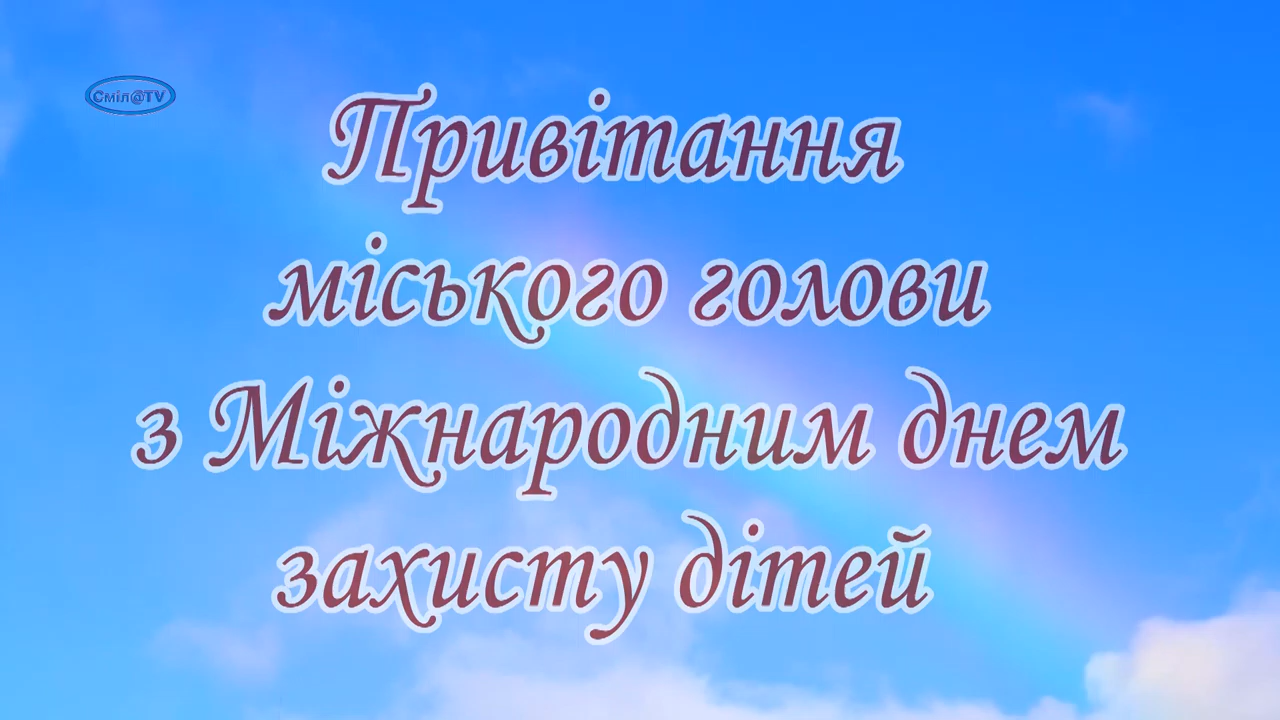 Сміл@TV
Привітання
міського голови
з Міжнародним днем
захисту дітей